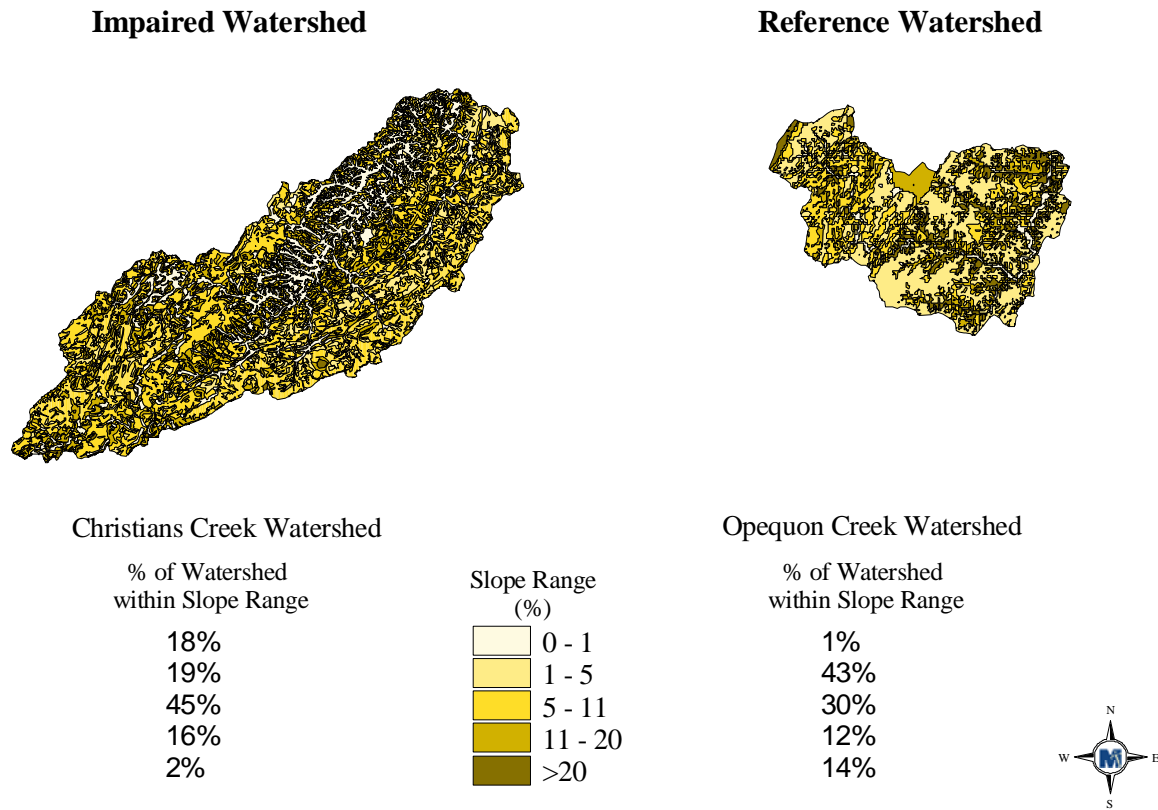 Impaired Watershed
Reference Watershed
Christians Creek Watershed
Opequon Creek Watershed
% of Watershed
within Slope Range
18%
19%
45%
16%
2%
Slope Range
(%)
0 - 1
1 - 5
5 - 11
11 - 20
>20
% of Watershed
within Slope Range
1%
43%
30%
12%
14%
N
W
M
E
S